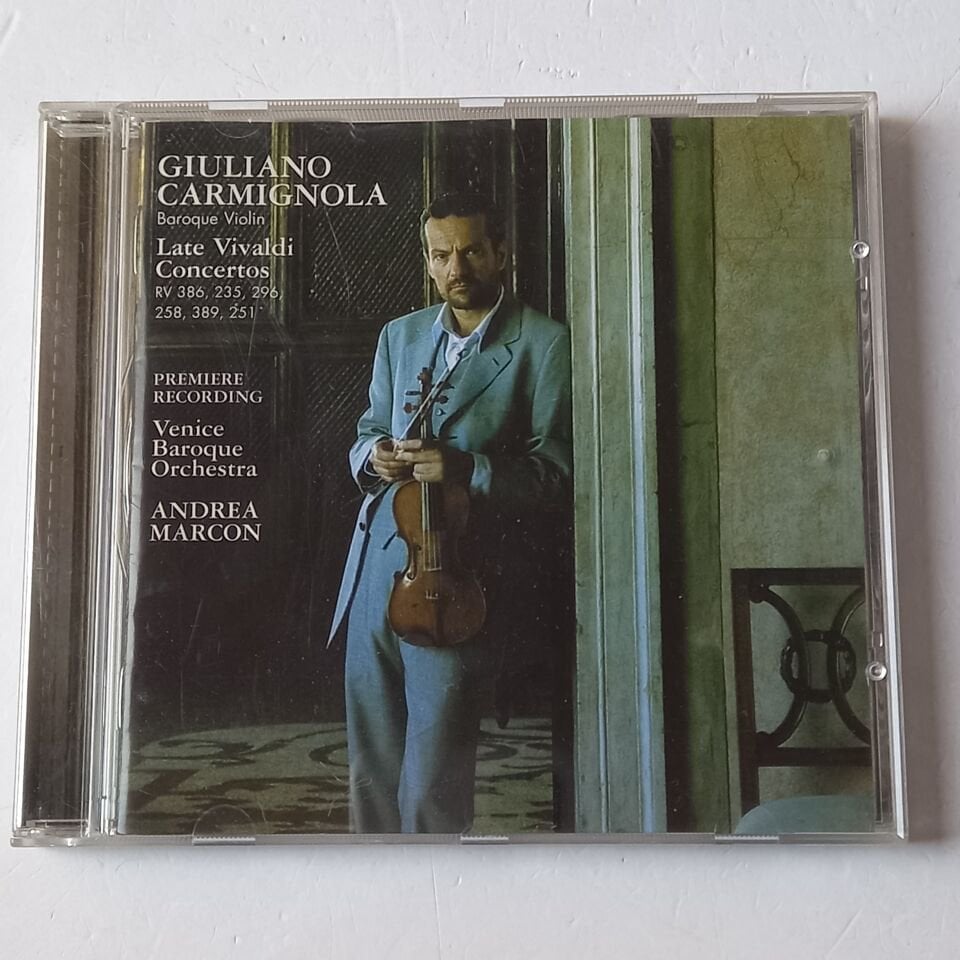 GIULIANO
CARMIGNOLA
Baroque Violin
Late Vivaldi
Concertos
RV 386, 235, 296,
258, 389, 251
PREMIERE
RECORDING
Venice
Baroque
Orchestra
ANDREA
MARCON